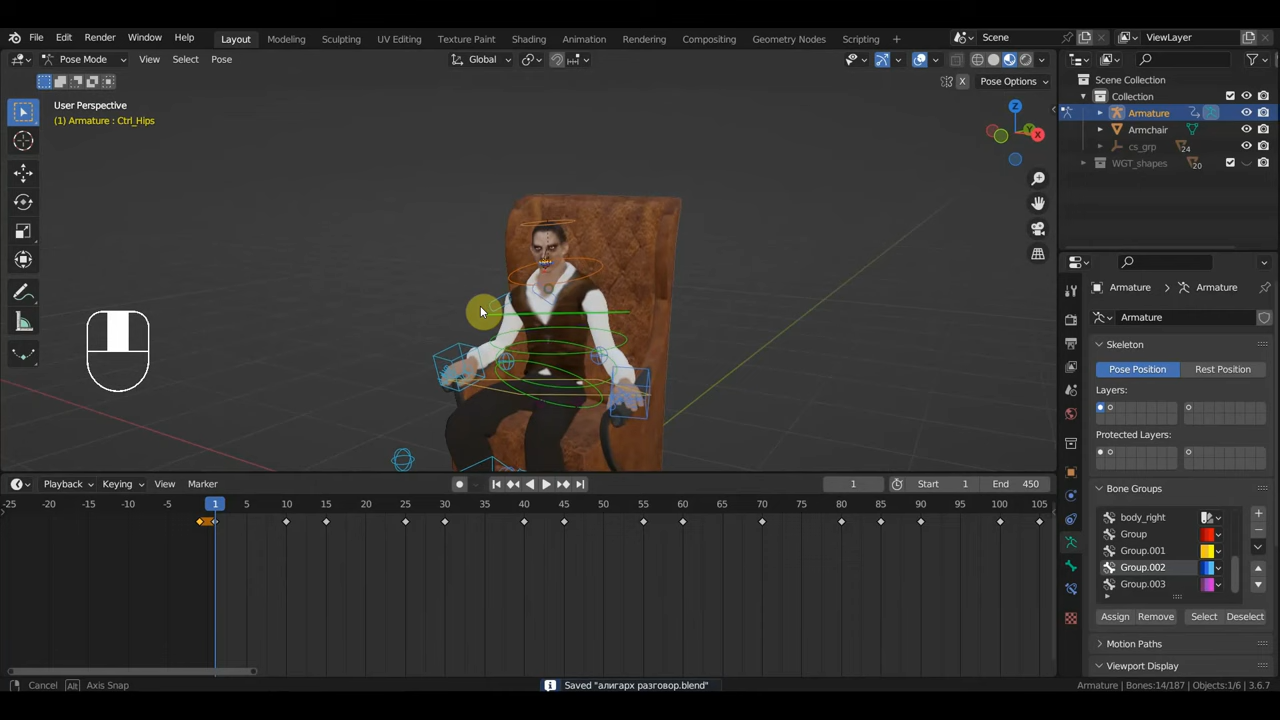 File Edit Render Window Help Layout Modeling Sculpting UV Editing Texture Paint Shading Animation Rendering Compositing Geometry Nodes Scripting + Scene ViewLayer
Pose Mode View Select Pose Global
X Pose Options
User Perspective
(1) Armature : Ctrl_Hips
Z
Y
X
Scene Collection
Collection
Armature
Armchair
cs_grp 24
WGT_shapes 20
Armature > Armature
Armature
Skeleton
Pose Position Rest Position
Layers:
Protected Layers:
Bone Groups
body_right
Group
Group.001
Group.002
Group.003
Assign Remove Select Deselect
Motion Paths
Viewport Display
Playback Keying View Marker 1 Start 1 End 450
-25 -20 -15 -10 -5 1 5 10 15 20 25 30 35 40 45 50 55 60 65 70 75 80 85 90 95 100 105
Cancel Alt Axis Snap Saved "алигарх разговор.blend" Armature | Bones:14/187 | Objects:1/6 | 3.6.7